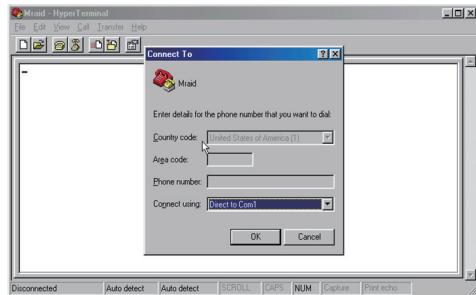 Mraid - HyperTerminal
File Edit View Call Transfer Help
Connect To
Mraid
Enter details for the phone number that you want to dial:
Country code: United States of America (1)
Area code:
Phone number:
Connect using: Direct to Com1
OK Cancel
Disconnected Auto detect Auto detect SCROLL CAPS NUM Capture Print echo